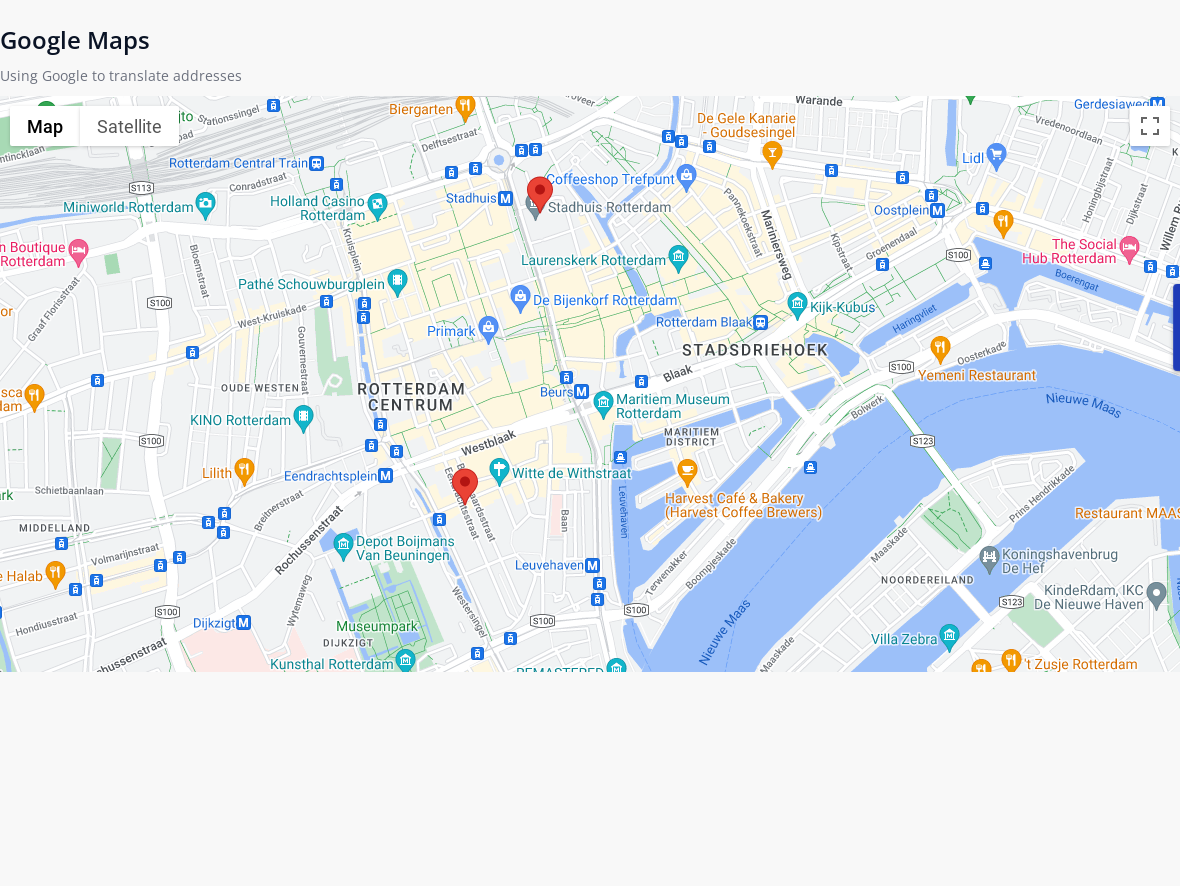 Google Maps
Using Google to translate addresses
Map
Satellite
Biergarten
Warande
Gerdesiaweg
De Gele Kanarie
- Goudsesingel
Stationssingel
Delftsestraat
Vredenoordlaan
Rotterdam Central Train
Lidl
S113
Conradstraat
Coffeeshop Trefpunt
Honingbijstraat
Dijkstraat
Miniworld Rotterdam
Holland Casino
Rotterdam
Stadhuis
Stadhuis Rotterdam
Pannekoekstraat
Mariniersweg
Oostplein
n Boutique
Rotterdam
Bloemstraat
Kruisplein
Laurenskerk Rotterdam
Kipstraat
Groenendaal
S100
The Social
Hub Rotterdam
Willem R
Graaf Florisstraat
Pathé Schouwburgplein
De Bijenkorf Rotterdam
Kijk-Kubus
Boerengat
S100
or
West-Kruiskade
Primark
Rotterdam Blaak
Haringvliet
Gouvernestraat
STADSDRIEHOEK
Oosterkade
OUDE WESTEN
ROTTERDAM
CENTRUM
Beurs
Blaak
S100
Yemeni Restaurant
sca
dam
Maritiem Museum
Rotterdam
Nieuwe Maas
Bolwerk
KINO Rotterdam
S100
Westblaak
MARITIEM
DISTRICT
S123
Lilith
Eendrachtsplein
Witte de Withstraat
Schietbaanlaan
ark
Breitnerstraat
Eendrachtsstraat
Leuvehaven
Harvest Café & Bakery
(Harvest Coffee Brewers)
Prins Hendrikkade
Restaurant MAAS
MIDDELLAND
Rochussenstraat
Baan
Volmarijnstraat
Depot Boijmans
Van Beuningen
Maaskade
Koningshavenbrug
De Hef
e Halab
Leuvehaven
Terwenakker
Boompjeskade
NOORDEREILAND
KinderDam, IKC
De Nieuwe Haven
Hondiusstraat
S100
Wytemaweg
Westersingel
S100
S100
S123
Dijkzigt
Museumpark
Nieuwe Maas
Villa Zebra
chussenstraat
DIJKZIGT
Maaskade
Kunsthal Rotterdam
REMASTERED
't Zusje Rotterdam